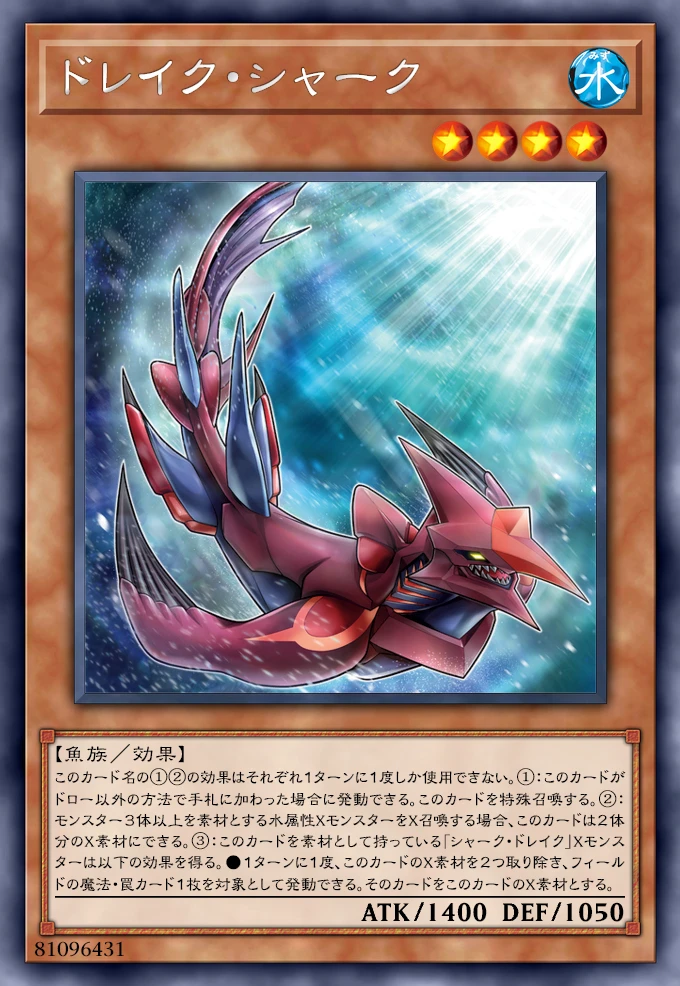 ドレイク・シャーク
みず
水
【魚族／効果】
このカード名の①②の効果はそれぞれ1ターンに1度しか使用できない。①：このカードが
ドロー以外の方法で手札に加わった場合に発動できる。このカードを特殊召喚する。②：
モンスター3体以上を素材とする水属性XモンスターをX召喚する場合、このカードは2体
分のX素材にできる。③：このカードを素材として持っている「シャーク・ドレイク」Xモンス
ターは以下の効果を得る。●1ターンに1度、このカードのX素材を2つ取り除き、フィール
ドの魔法・罠カード1枚を対象として発動できる。そのカードをこのカードのX素材とする。
ATK/1400 DEF/1050
81096431